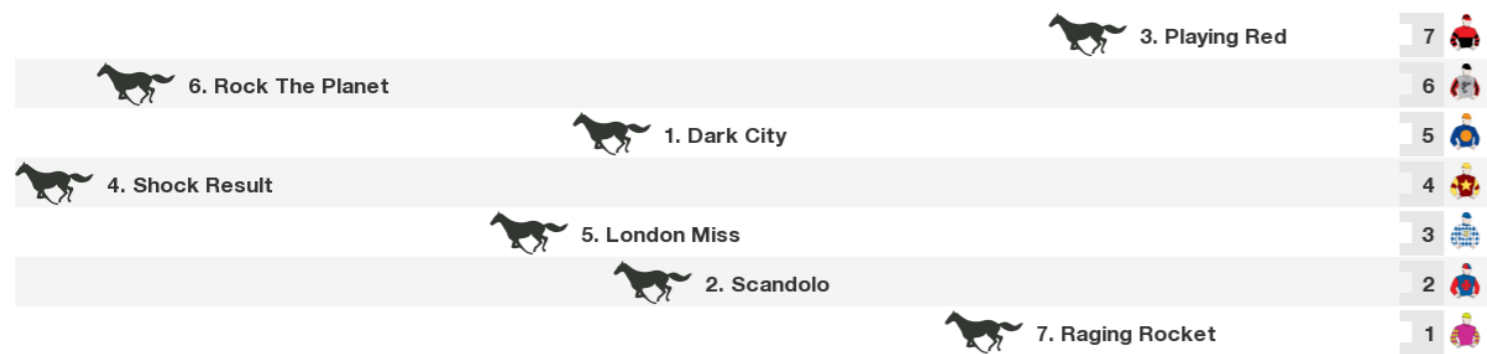 3. Playing Red 7
6. Rock The Planet 6
1. Dark City 5
4. Shock Result 4
5. London Miss 3
2. Scandolo 2
7. Raging Rocket 1